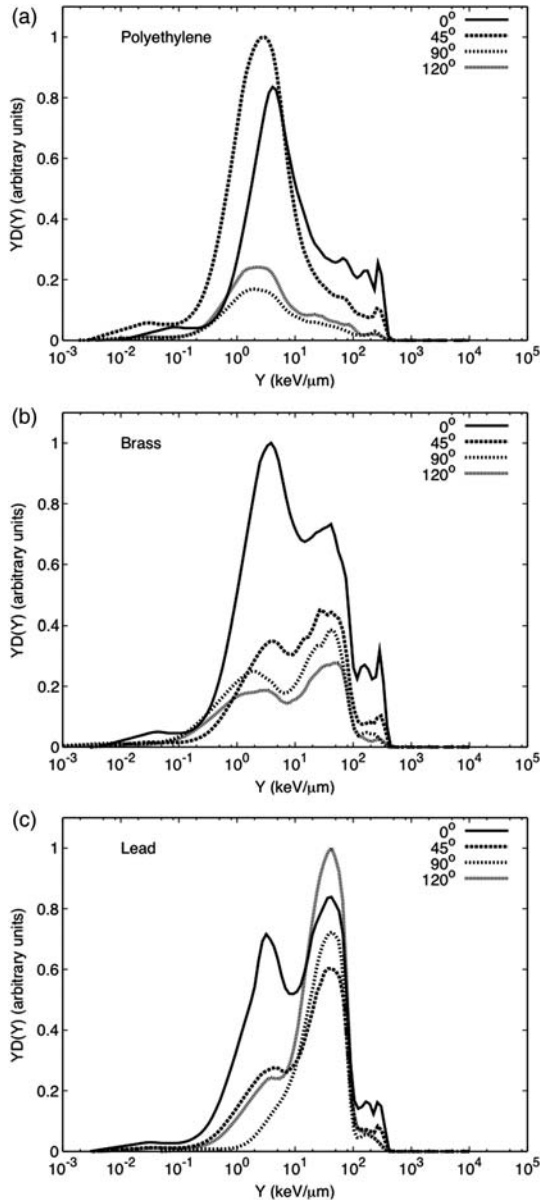 (a)
Polyethylene
0°
45°
90°
120°
YD(Y) (arbitrary units)
1
0.8
0.6
0.4
0.2
0
10⁻³ 10⁻² 10⁻¹ 10⁰ 10¹ 10² 10³ 10⁴ 10⁵
Y (keV/μm)
(b)
Brass
0°
45°
90°
120°
YD(Y) (arbitrary units)
1
0.8
0.6
0.4
0.2
0
10⁻³ 10⁻² 10⁻¹ 10⁰ 10¹ 10² 10³ 10⁴ 10⁵
Y (keV/μm)
(c)
Lead
0°
45°
90°
120°
YD(Y) (arbitrary units)
1
0.8
0.6
0.4
0.2
0
10⁻³ 10⁻² 10⁻¹ 10⁰ 10¹ 10² 10³ 10⁴ 10⁵
Y (keV/μm)